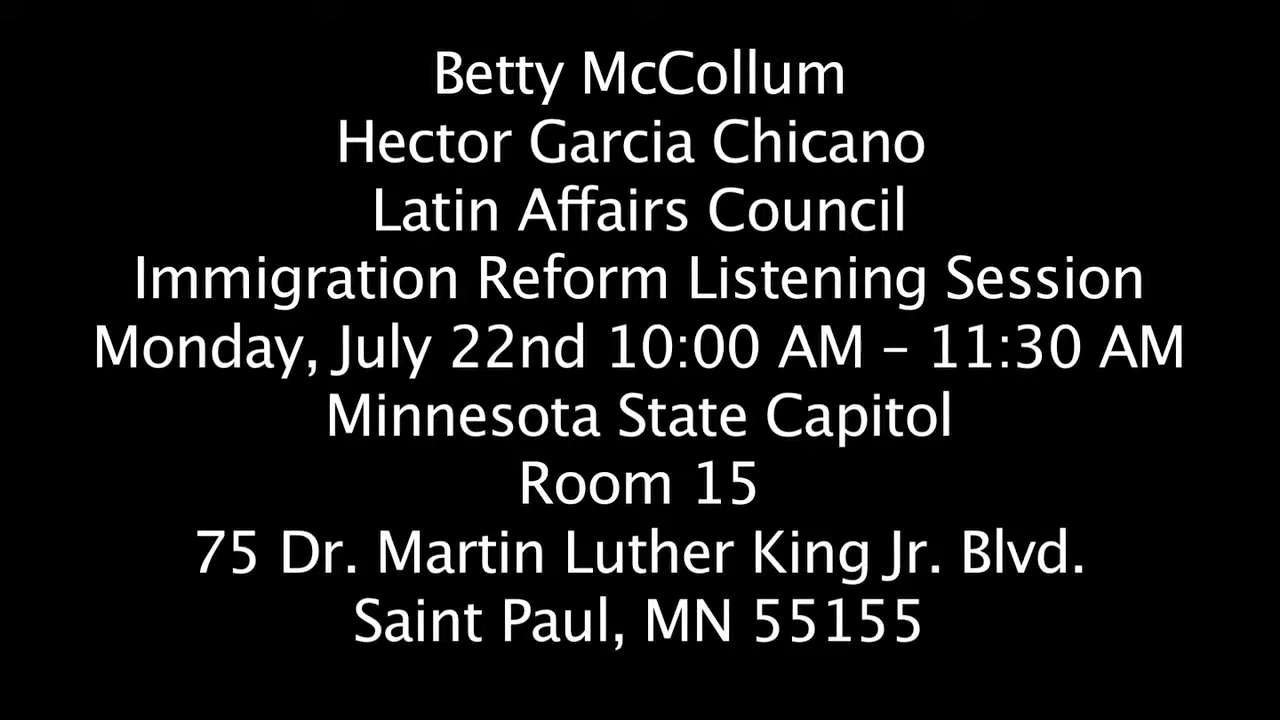 Betty McCollum
Hector Garcia Chicano
Latin Affairs Council
Immigration Reform Listening Session
Monday, July 22nd 10:00 AM – 11:30 AM
Minnesota State Capitol
Room 15
75 Dr. Martin Luther King Jr. Blvd.
Saint Paul, MN 55155